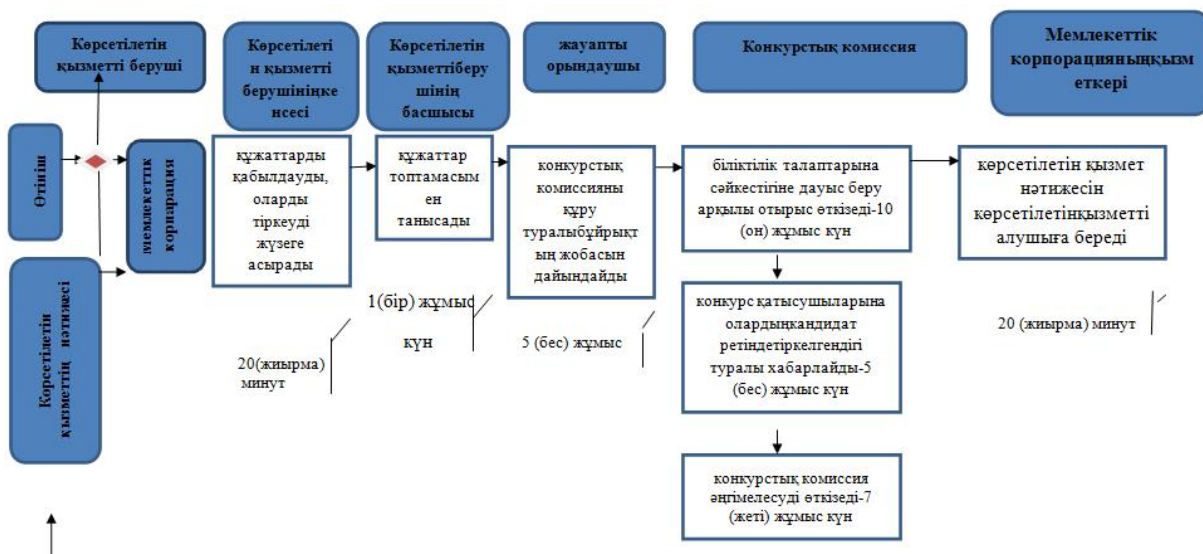 Көрсетілетін
қызметті беруші
Көрсетілеті
н қызметті
берушініңке
нсесі
Көрсетілетін
қызметтіберу
шінің
басшысы
жауапты
орындаушы
Конкурстық комиссия
Мемлекеттік
корпорацияныңқызм
еткері
Өтініш
Мемлекеттік
корпарация
Көрсетілетін
қызметтің нәтижесі
құжаттарды
қабылдауды,
оларды
тіркеуді
жүзеге
асырады
құжаттар
топтамасым
ен
танысады
конкурстық
комиссияны
құру
туралыбұйрықт
ың жобасын
дайындайды
біліктілік талаптарына
сәйкестігіне дауыс беру
арқылы отырыс өткізеді-10
(он) жұмыс күн
көрсетілетін қызмет
нәтижесін
көрсетілетінқызметті
алушыға береді
конкурс қатысушыларына
олардыңкандидат
ретіндетіркелгендігі
туралы хабарлайды-5
(бес) жұмыс күн
конкурстық комиссия
әңгімелесуді өткізеді-7
(жеті) жұмыс күн
20(жиырма)
минут
1(бір) жұмыс
күн
5 (бес) жұмыс
20 (жиырма) минут